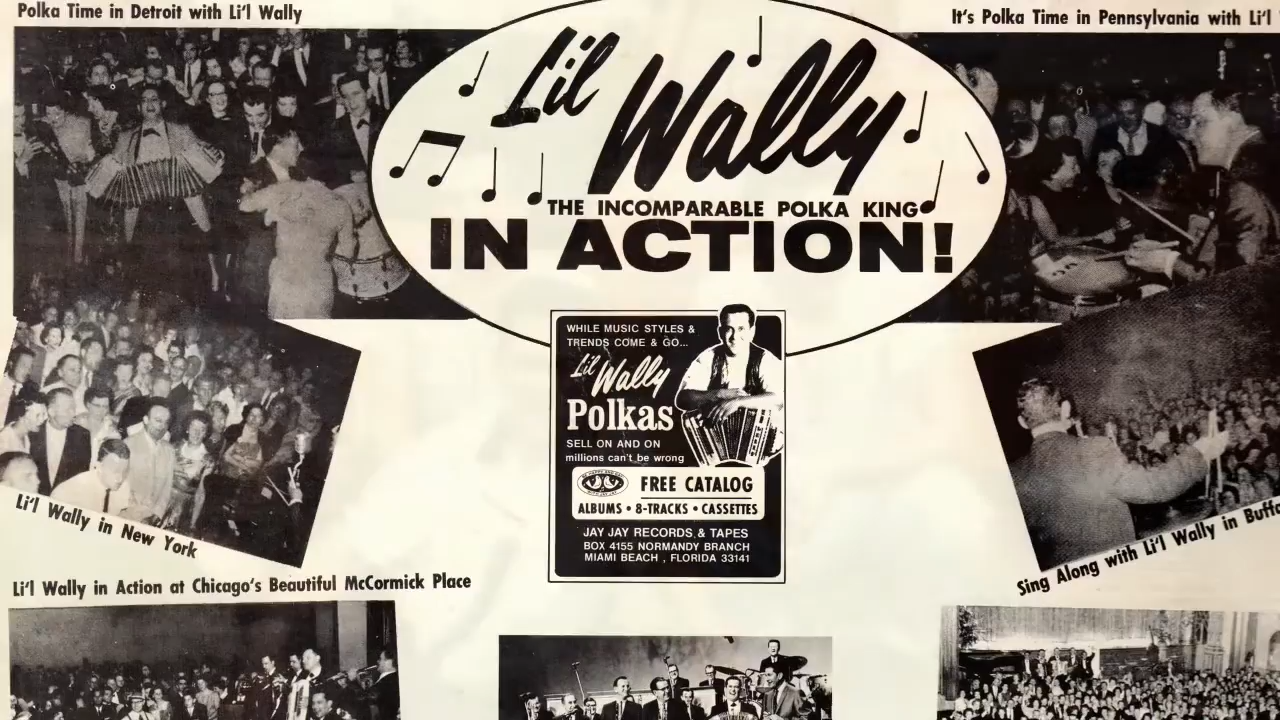 Polka Time in Detroit with Li'l Wally
It's Polka Time in Pennsylvania with Li'l
Lil Wally
THE INCOMPARABLE POLKA KING
IN ACTION!
WHILE MUSIC STYLES &
TRENDS COME & GO...
Lil Wally
Polkas
SELL ON AND ON
millions can't be wrong
FREE CATALOG
ALBUMS • 8-TRACKS • CASSETTES
JAY JAY RECORDS & TAPES
BOX 4155 NORMANDY BRANCH
MIAMI BEACH , FLORIDA 33141
Li'l Wally in New York
Sing Along with Li'l Wally in
Li'l Wally in Action at Chicago's Beautiful McCormick Place